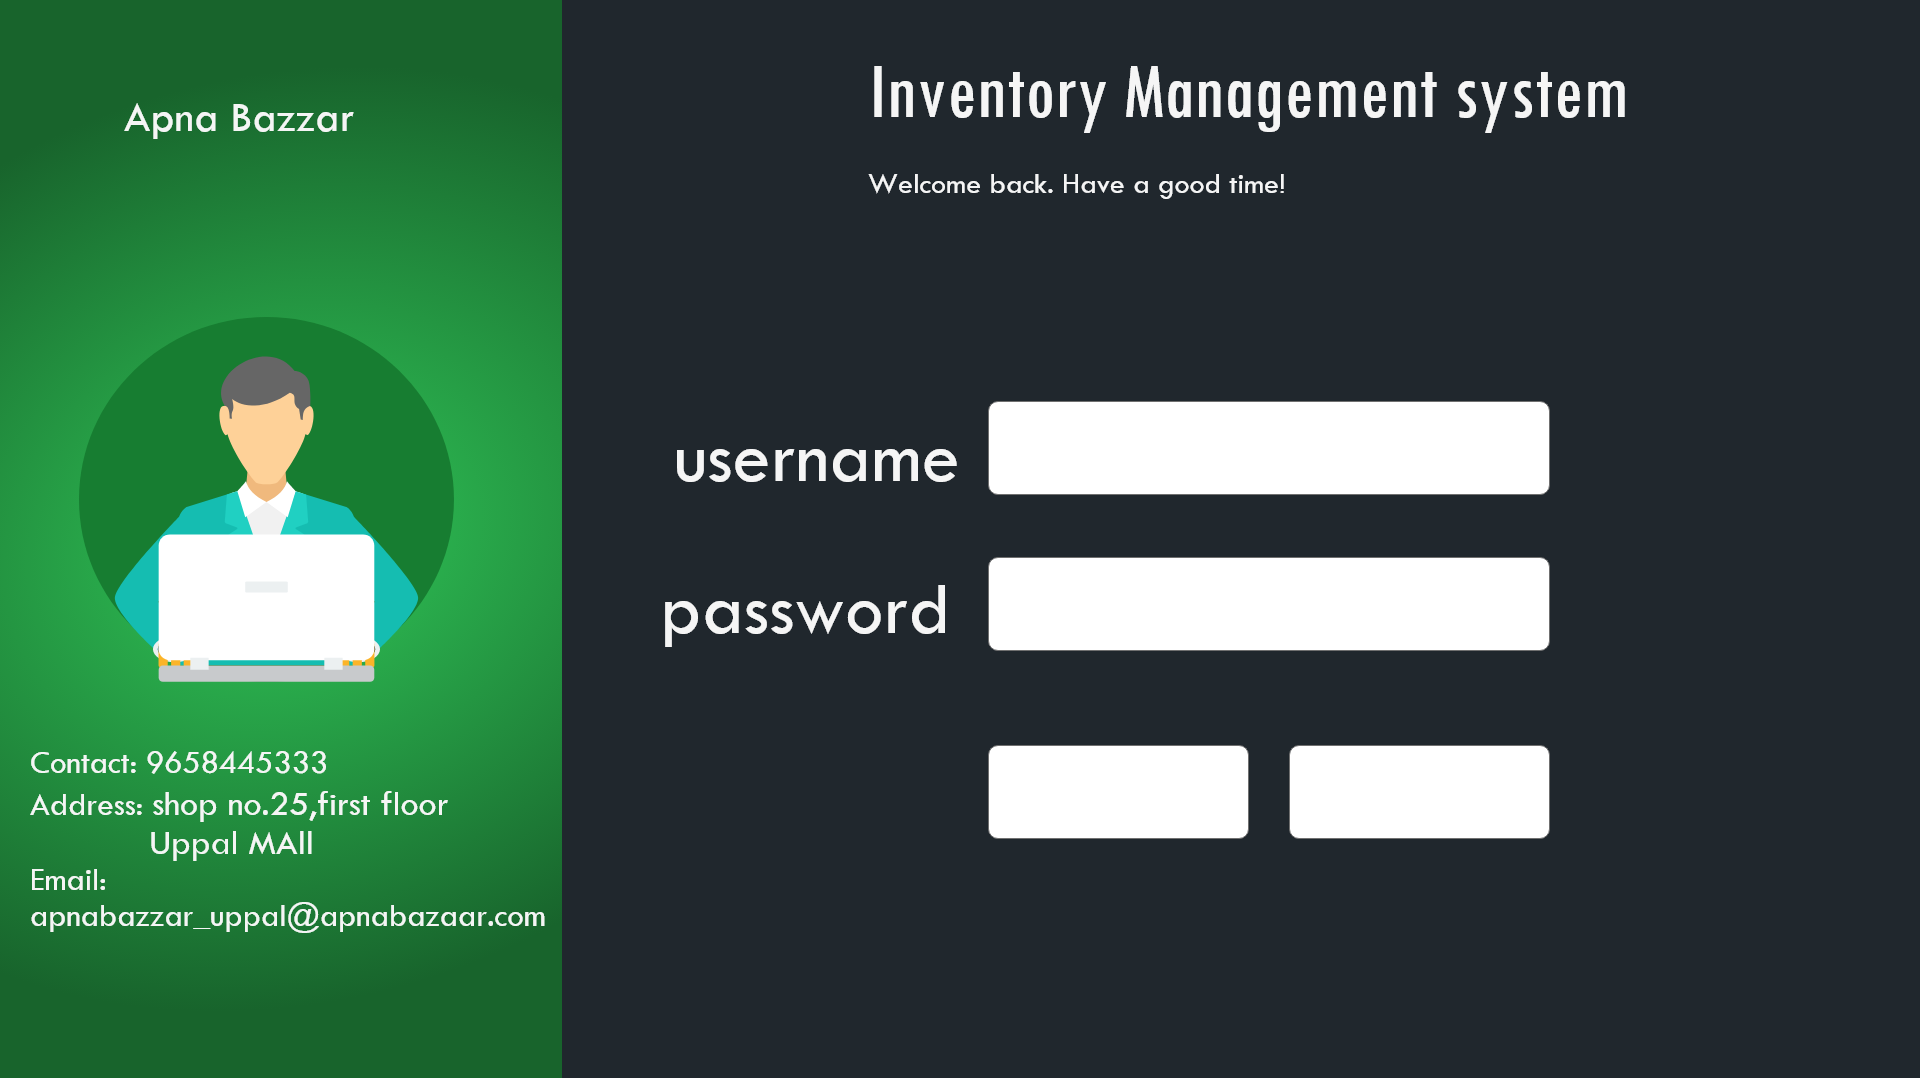 Apna Bazzar
Inventory Management system
Welcome back. Have a good time!
username
password
Contact: 9658445333
Address: shop no.25,first floor
Uppal MAll
Email:
apnabazzar_uppal@apnabazaar.com